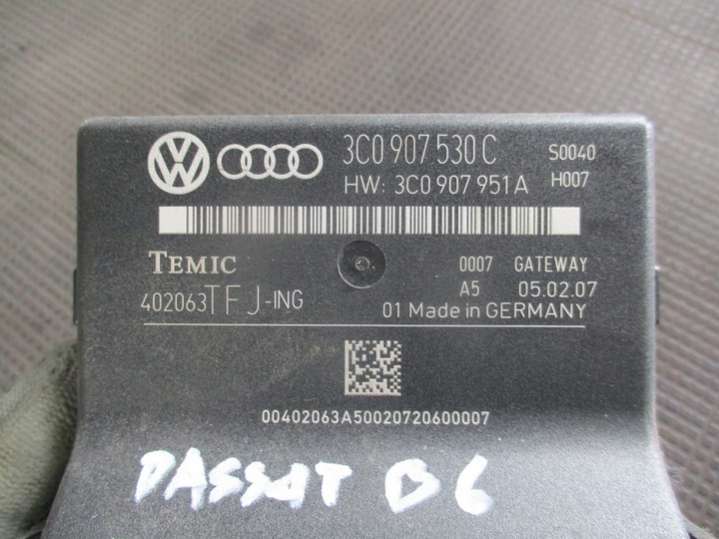 3C0 907 530 C S0040
HW: 3C0 907 951 A H007
TEMIC 0007 GATEWAY
402063TFJ-ING A5 05.02.07
01 Made in GERMANY
00402063A50020720600007
PASSAT B6